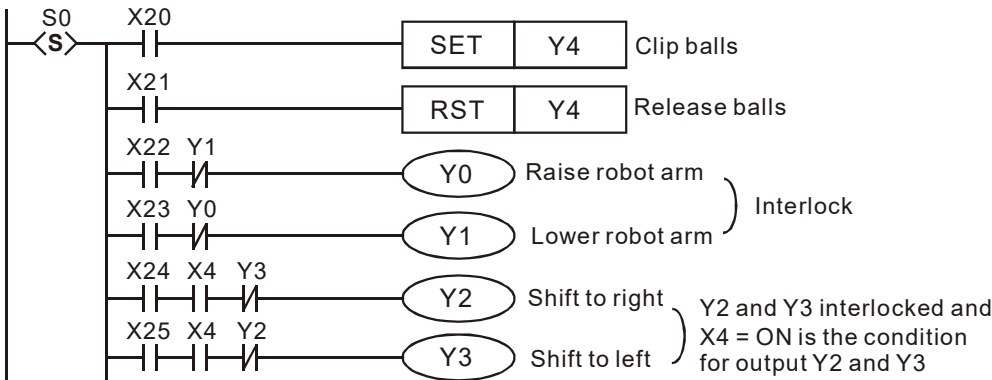 S0 X20
S SET Y4 Clip balls
X21
RST Y4 Release balls
X22 Y1
Y0 Raise robot arm
Interlock
X23 Y0
Y1 Lower robot arm
X24 X4 Y3
Y2 Shift to right
Y2 and Y3 interlocked and
X4 = ON is the condition
for output Y2 and Y3
X25 X4 Y2
Y3 Shift to left